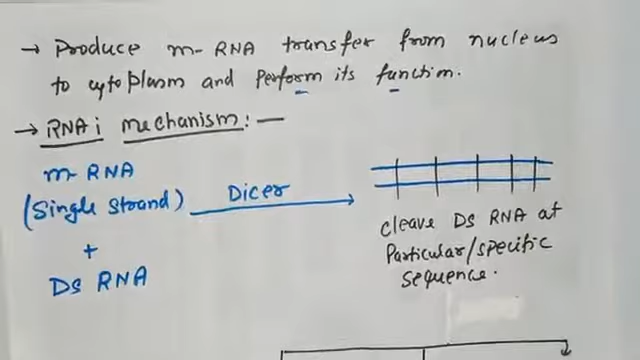 → Produce m-RNA transfer from nucleus
to cytoplasm and perform its function.
→ RNA i mechanism:—
m-RNA
(Single strand) Dicer
+
Ds RNA
cleave Ds RNA at
Particular/specific
sequence.